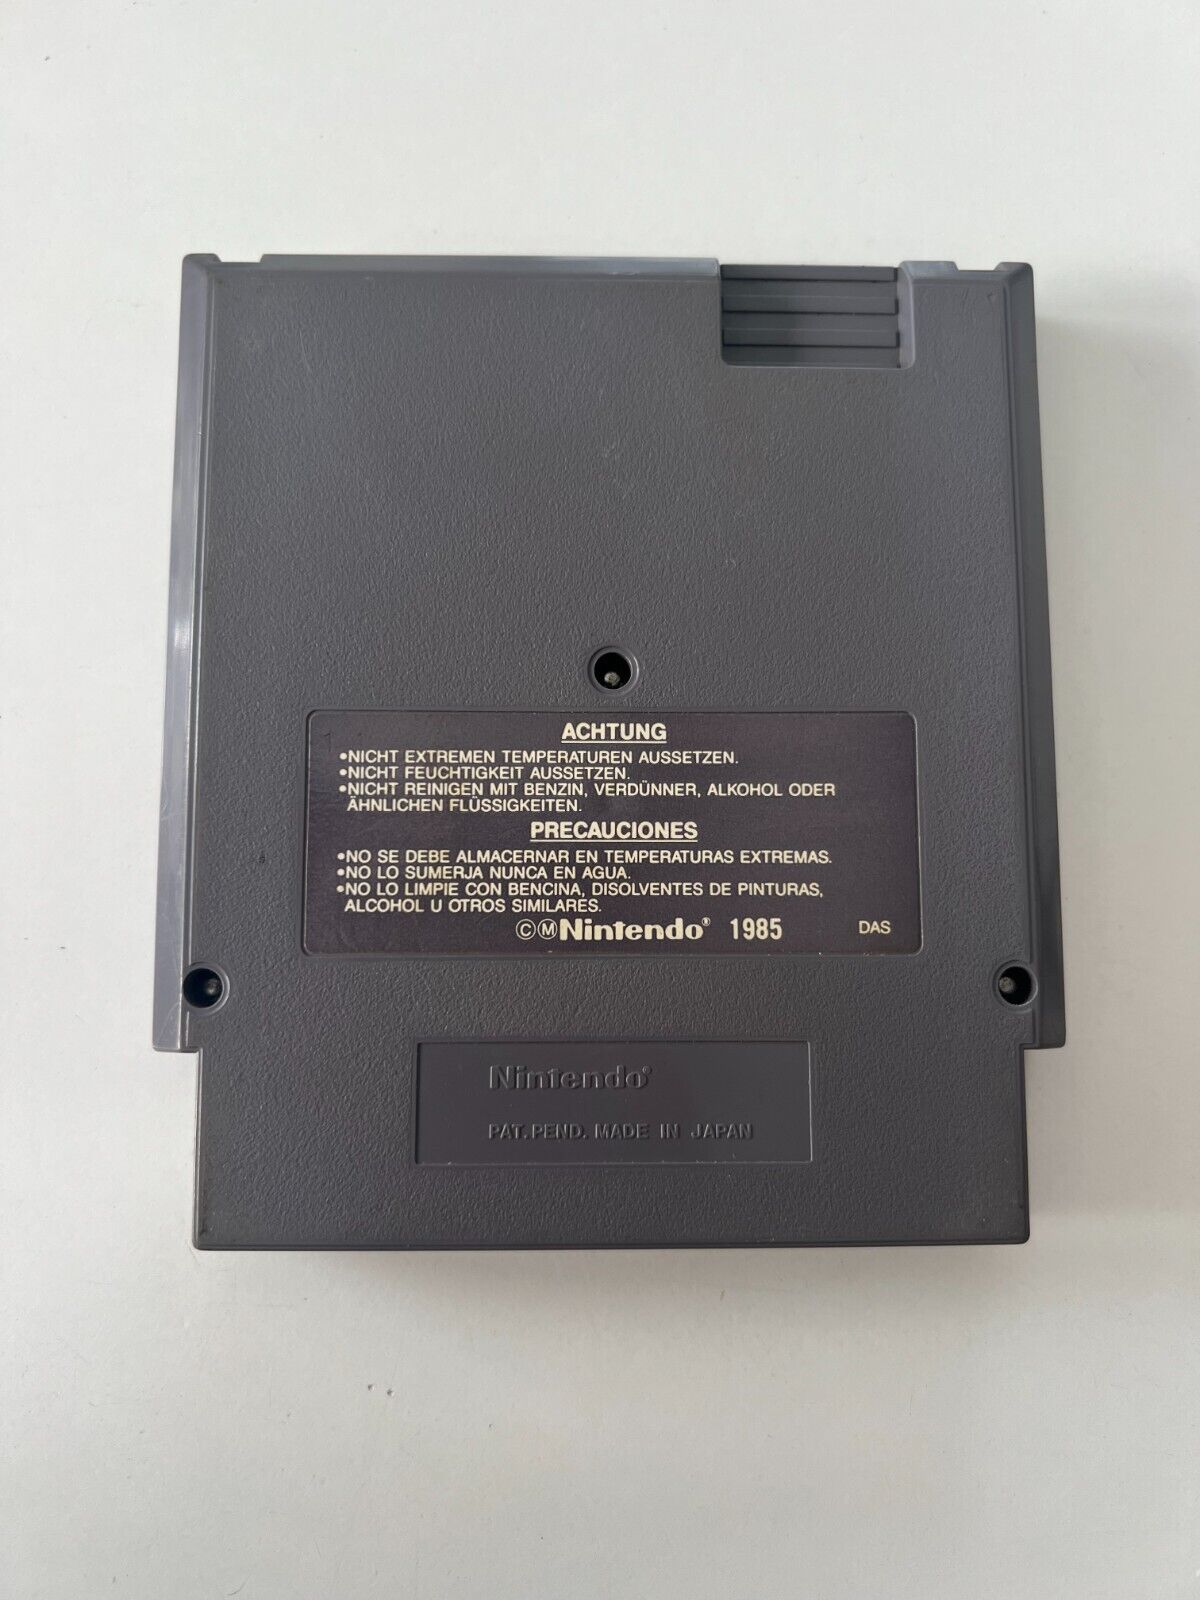 ACHTUNG
•NICHT EXTREMEN TEMPERATUREN AUSSETZEN.
•NICHT FEUCHTIGKEIT AUSSETZEN.
•NICHT REINIGEN MIT BENZIN, VERDÜNNER, ALKOHOL ODER
ÄHNLICHEN FLÜSSIGKEITEN.
PRECAUCIONES
•NO SE DEBE ALMACERNAR EN TEMPERATURAS EXTREMAS.
•NO LO SUMERJA NUNCA EN AGUA.
•NO LO LIMPIE CON BENCINA, DISOLVENTES DE PINTURAS,
ALCOHOL U OTROS SIMILARES.
©Ⓜ Nintendo® 1985 DAS
Nintendo®
PAT. PEND. MADE IN JAPAN